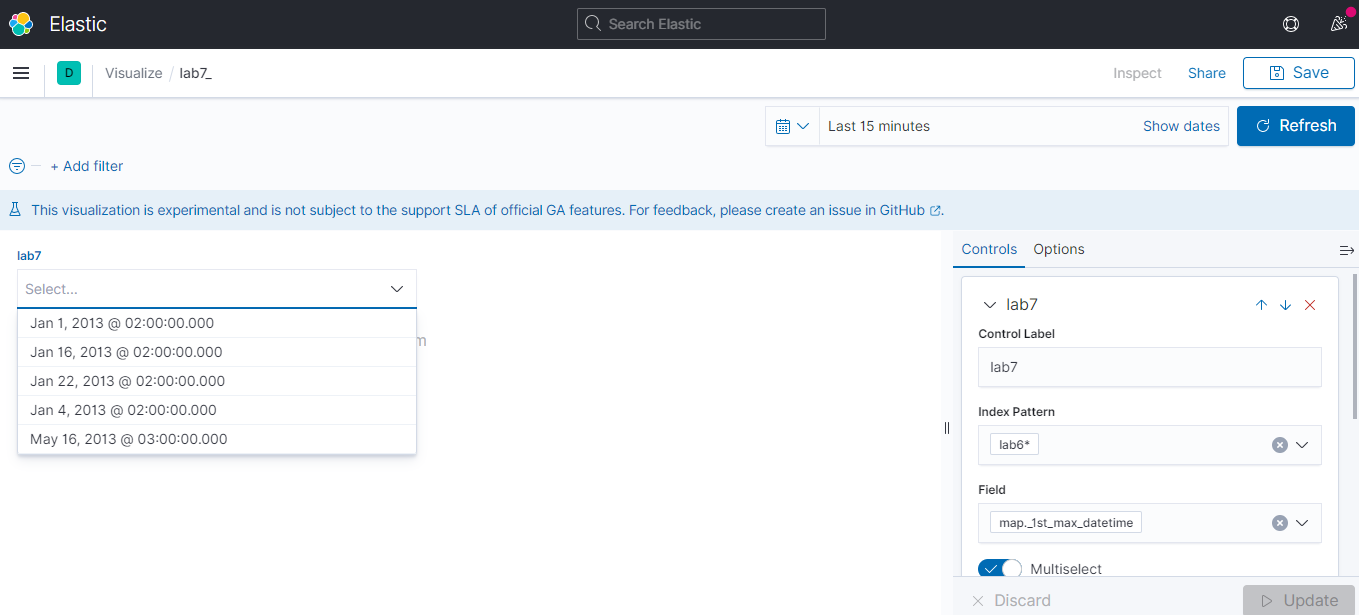 Elastic
Search Elastic
D
Visualize / lab7_
Inspect
Share
Save
Last 15 minutes
Show dates
Refresh
+ Add filter
This visualization is experimental and is not subject to the support SLA of official GA features. For feedback, please create an issue in GitHub.
lab7
Select...
Jan 1, 2013 @ 02:00:00.000
Jan 16, 2013 @ 02:00:00.000
Jan 22, 2013 @ 02:00:00.000
Jan 4, 2013 @ 02:00:00.000
May 16, 2013 @ 03:00:00.000
Controls
Options
lab7
Control Label
lab7
Index Pattern
lab6*
Field
map._1st_max_datetime
Multiselect
Discard
Update